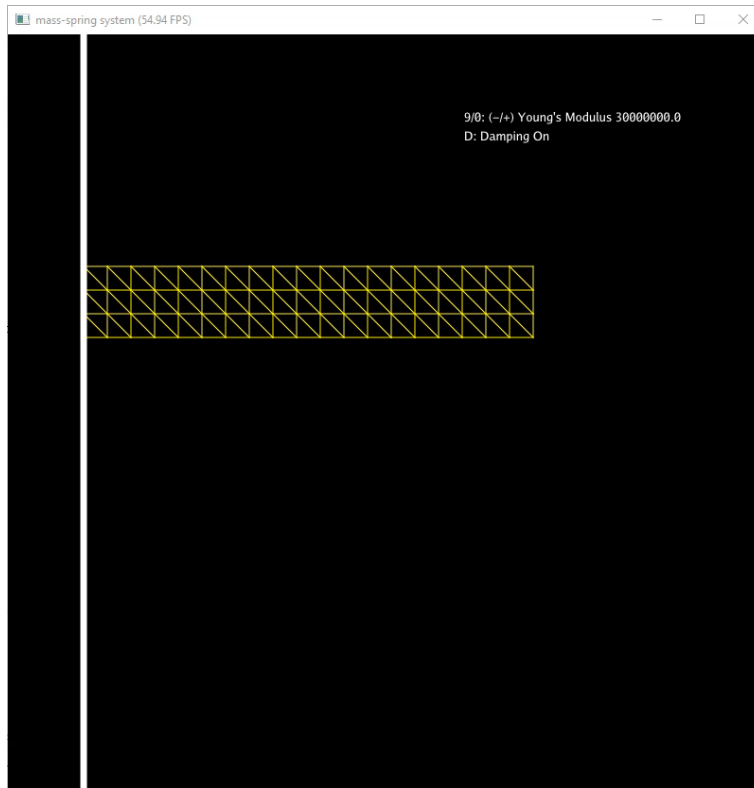 mass-spring system (54.94 FPS)
9/0: (-/+) Young's Modulus 30000000.0
D: Damping On